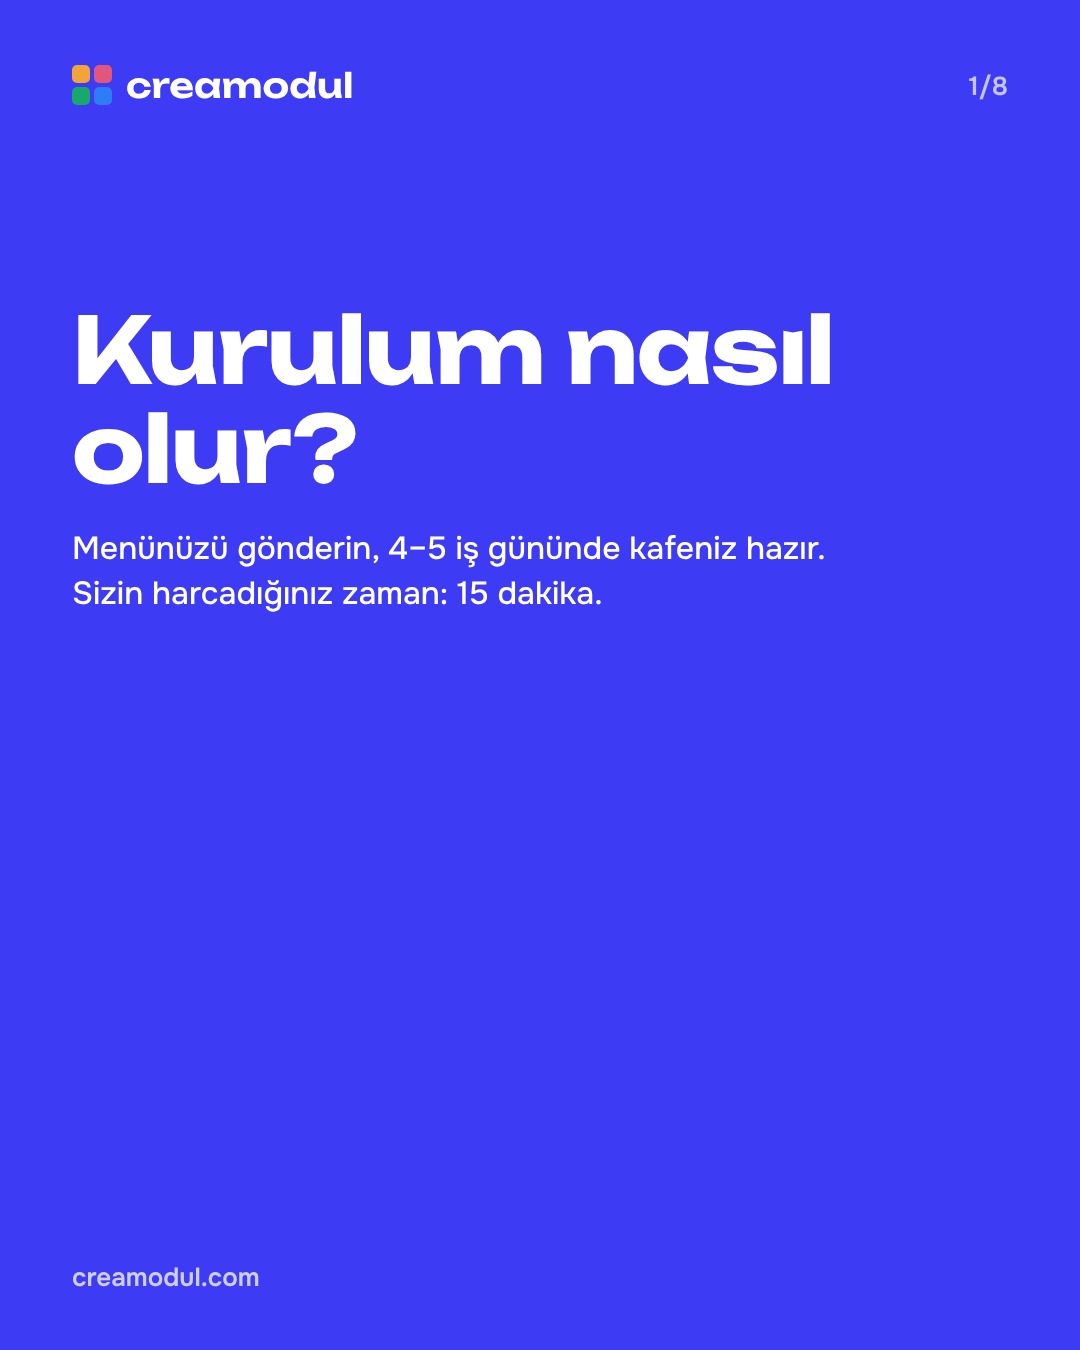 creamodul
1/8
Kurulum nasıl
olur?
Menünüzü gönderin, 4–5 iş gününde kafeniz hazır.
Sizin harcadığınız zaman: 15 dakika.
creamodul.com